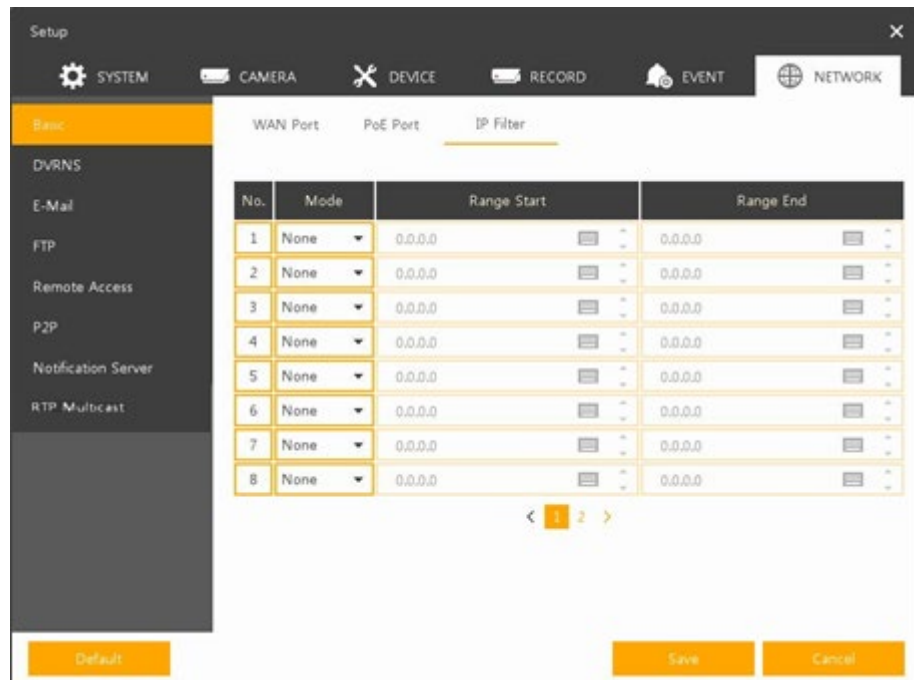 Setup
SYSTEM CAMERA DEVICE RECORD EVENT NETWORK
Basic
WAN Port PoE Port IP Filter
DVRNS
E-Mail
FTP
Remote Access
P2P
Notification Server
RTP Multicast
No. Mode Range Start Range End
1 None 0.0.0.0 0.0.0.0
2 None 0.0.0.0 0.0.0.0
3 None 0.0.0.0 0.0.0.0
4 None 0.0.0.0 0.0.0.0
5 None 0.0.0.0 0.0.0.0
6 None 0.0.0.0 0.0.0.0
7 None 0.0.0.0 0.0.0.0
8 None 0.0.0.0 0.0.0.0
< 1 2 >
Default Save Cancel